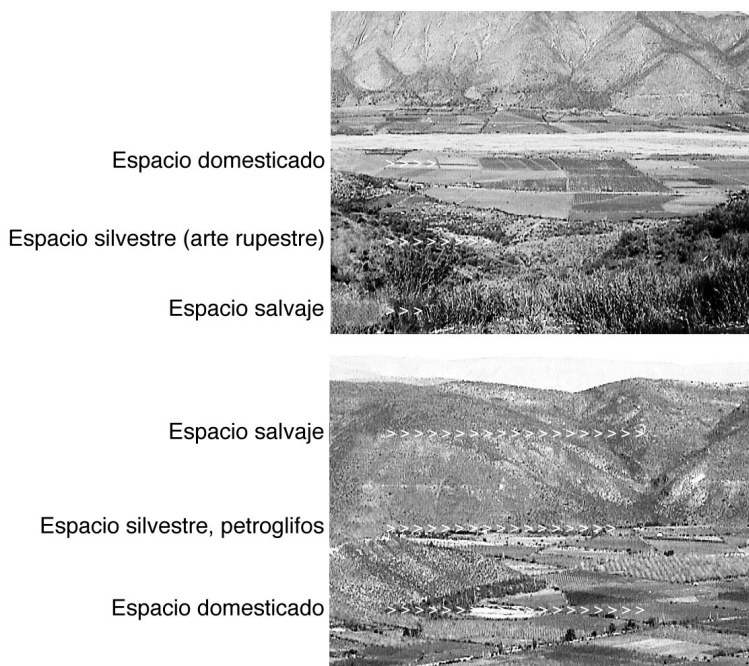 Espacio domesticado
Espacio silvestre (arte rupestre)
Espacio salvaje
Espacio salvaje
Espacio silvestre, petroglifos
Espacio domesticado